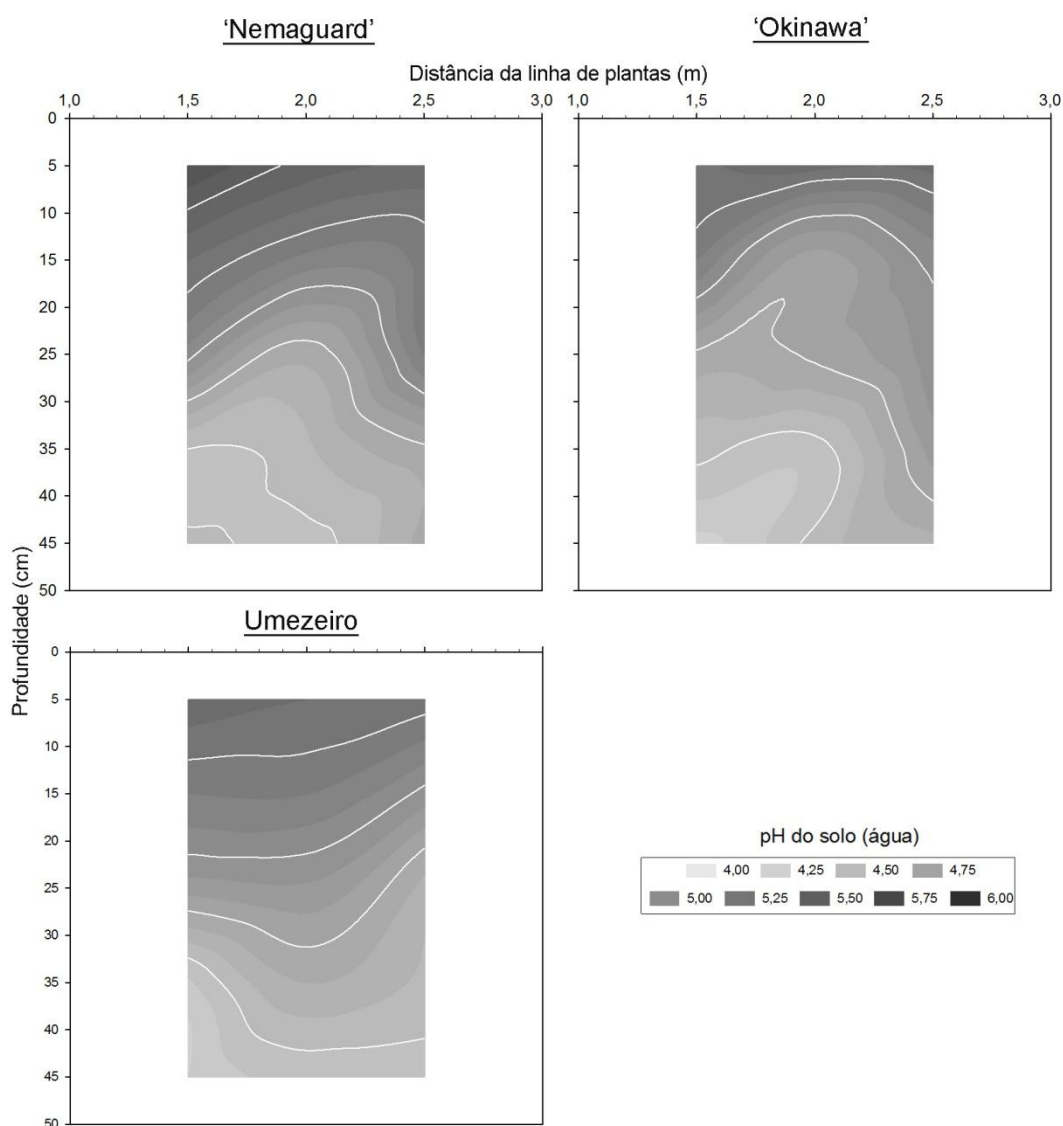 ‘Nemaguard’
‘Okinawa’
Distância da linha de plantas (m)
1,0 1,5 2,0 2,5 3,0
1,0 1,5 2,0 2,5 3,0
0
5
10
15
20
25
30
35
40
45
50
Umezeiro
Profundidade (cm)
0
5
10
15
20
25
30
35
40
45
50
pH do solo (água)
4,00 4,25 4,50 4,75
5,00 5,25 5,50 5,75 6,00